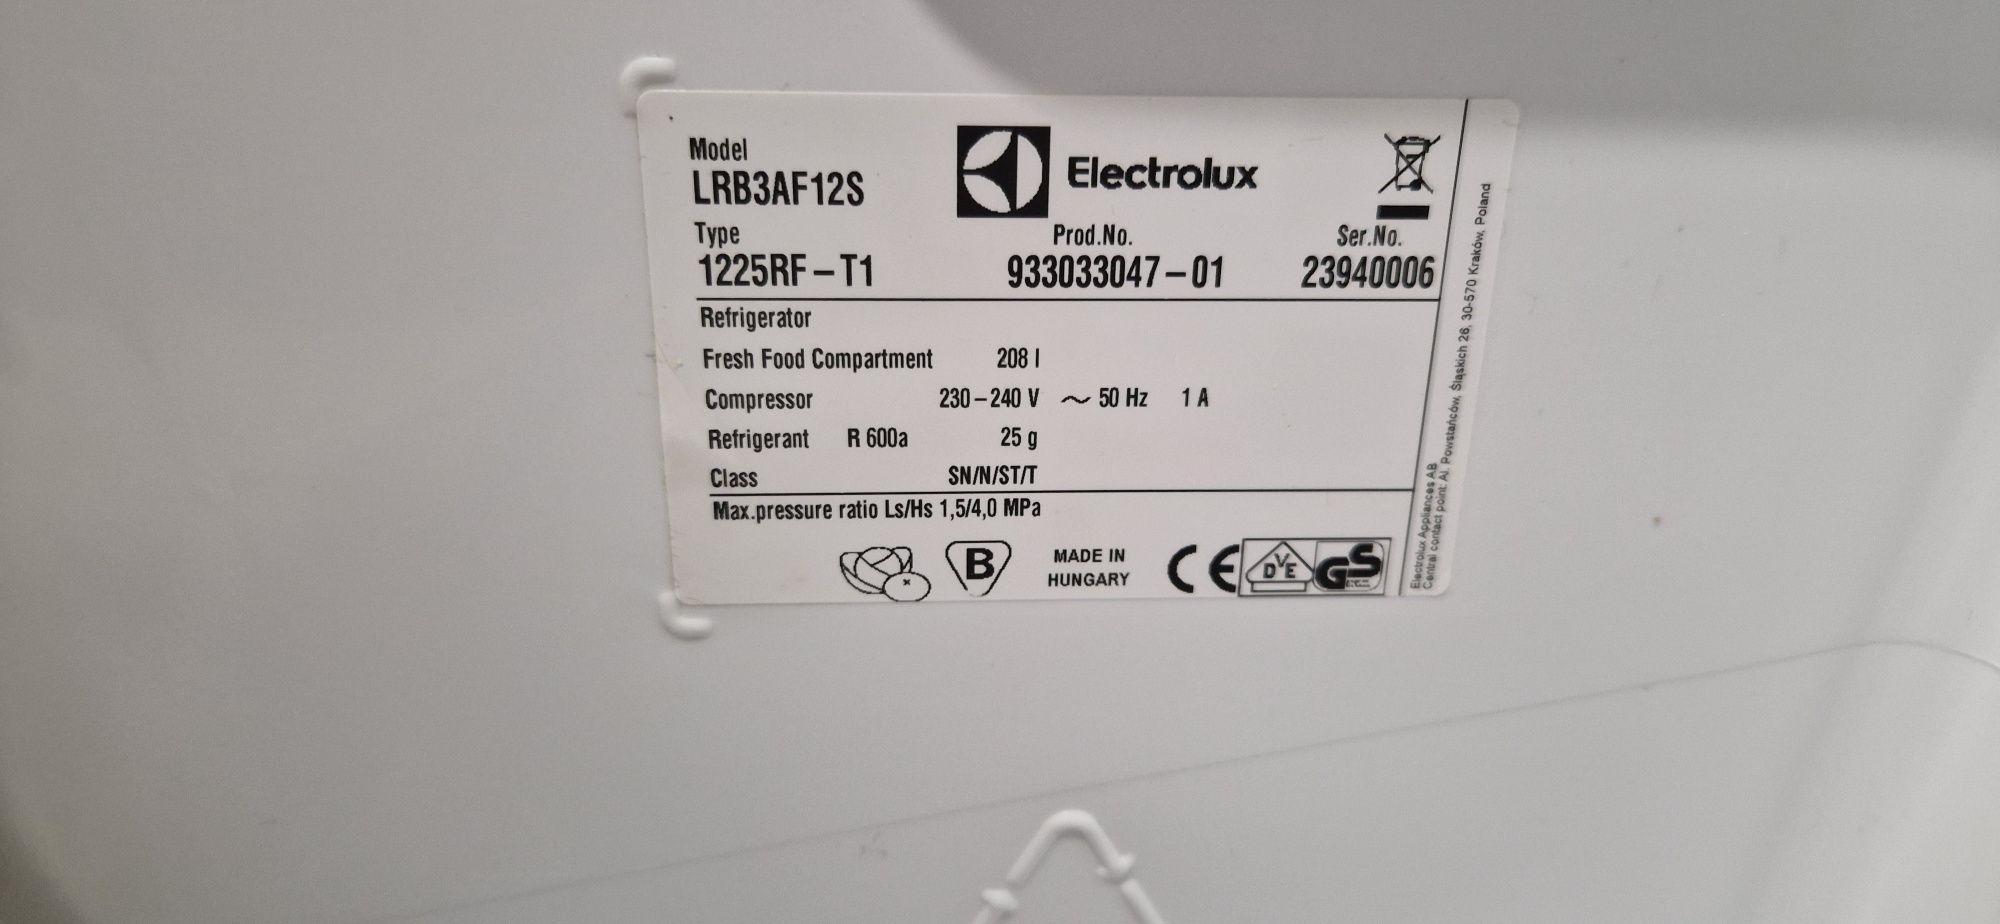 Model
LRB3AF12S
Electrolux
Type
1225RF-T1
Prod.No.
933033047-01
Ser.No.
23940006
Refrigerator
Fresh Food Compartment 208 l
Compressor 230-240 V ~ 50 Hz 1 A
Refrigerant R 600a 25 g
Class SN/N/ST/T
Max.pressure ratio Ls/Hs 1,5/4,0 MPa
B
MADE IN
HUNGARY
CE
DVE
GS
Electrolux Appliances AB
Central contact point: Al. Powstańców, Śląskich 26, 30-570 Kraków, Poland